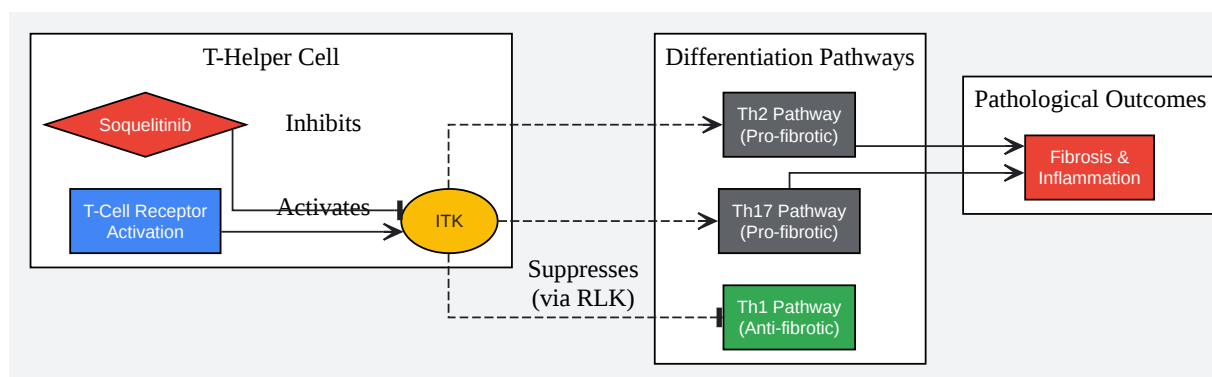 T-Helper Cell
Soquelitinib
Inhibits
T-Cell Receptor
Activation
Activates
ITK
Suppresses
(via RLK)
Differentiation Pathways
Th2 Pathway
(Pro-fibrotic)
Th17 Pathway
(Pro-fibrotic)
Th1 Pathway
(Anti-fibrotic)
Pathological Outcomes
Fibrosis &
Inflammation